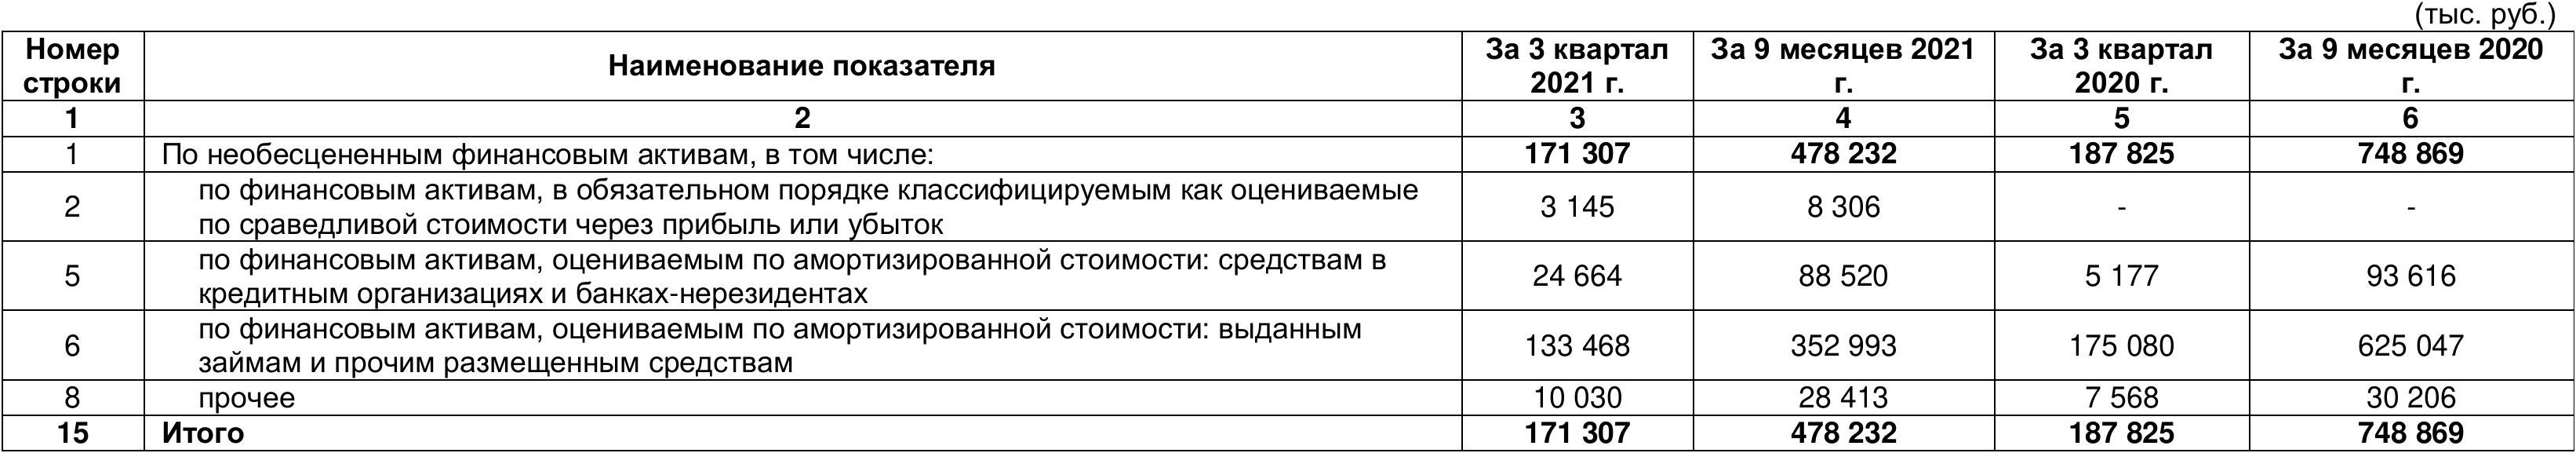 (тыс. руб.)
Номер строки | Наименование показателя | За 3 квартал 2021 г. | За 9 месяцев 2021 г. | За 3 квартал 2020 г. | За 9 месяцев 2020 г.
1 | 2 | 3 | 4 | 5 | 6
1 | По необесцененным финансовым активам, в том числе: | 171 307 | 478 232 | 187 825 | 748 869
2 | по финансовым активам, в обязательном порядке классифицируемым как оцениваемые по сраведливой стоимости через прибыль или убыток | 3 145 | 8 306 | - | -
5 | по финансовым активам, оцениваемым по амортизированной стоимости: средствам в кредитным организациях и банках-нерезидентах | 24 664 | 88 520 | 5 177 | 93 616
6 | по финансовым активам, оцениваемым по амортизированной стоимости: выданным займам и прочим размещенным средствам | 133 468 | 352 993 | 175 080 | 625 047
8 | прочее | 10 030 | 28 413 | 7 568 | 30 206
15 | Итого | 171 307 | 478 232 | 187 825 | 748 869